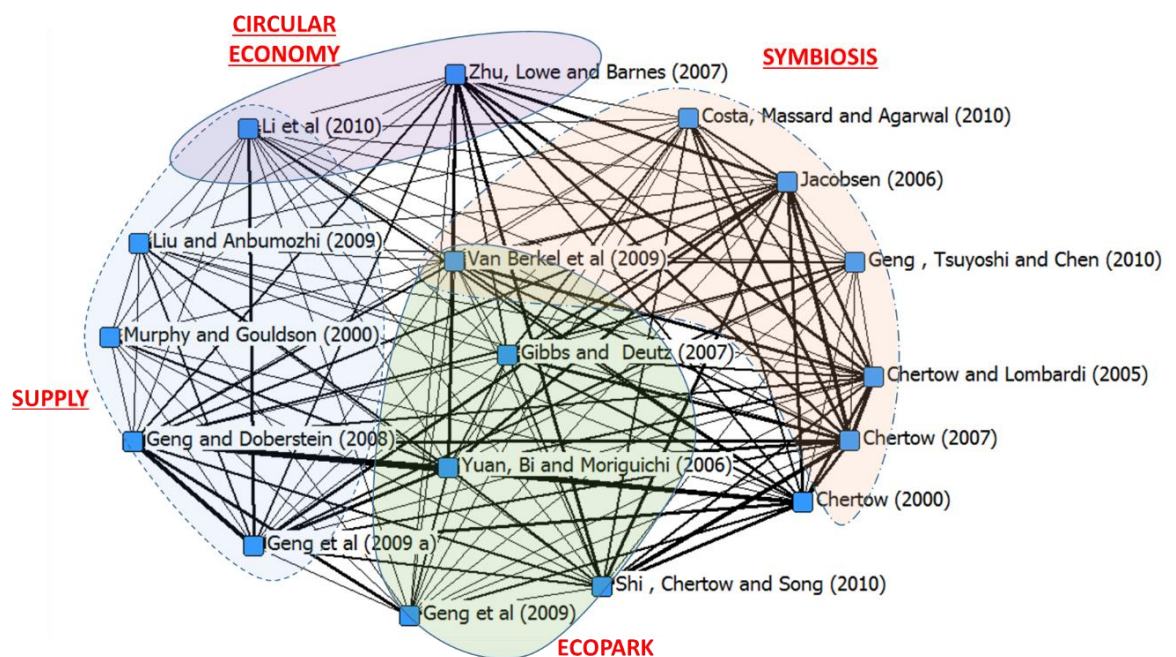 CIRCULAR
ECONOMY
SYMBIOSIS
Zhu, Lowe and Barnes (2007)
Costa, Massard and Agarwal (2010)
Li et al (2010)
Jacobsen (2006)
Liu and Anbumozhi (2009)
Van Berkel et al (2009)
Geng , Tsuyoshi and Chen (2010)
Murphy and Gouldson (2000)
Gibbs and Deutz (2007)
Chertow and Lombardi (2005)
SUPPLY
Geng and Doberstein (2008)
Chertow (2007)
Yuan, Bi and Moriguichi (2006)
Chertow (2000)
Geng et al (2009 a)
Shi , Chertow and Song (2010)
Geng et al (2009)
ECOPARK